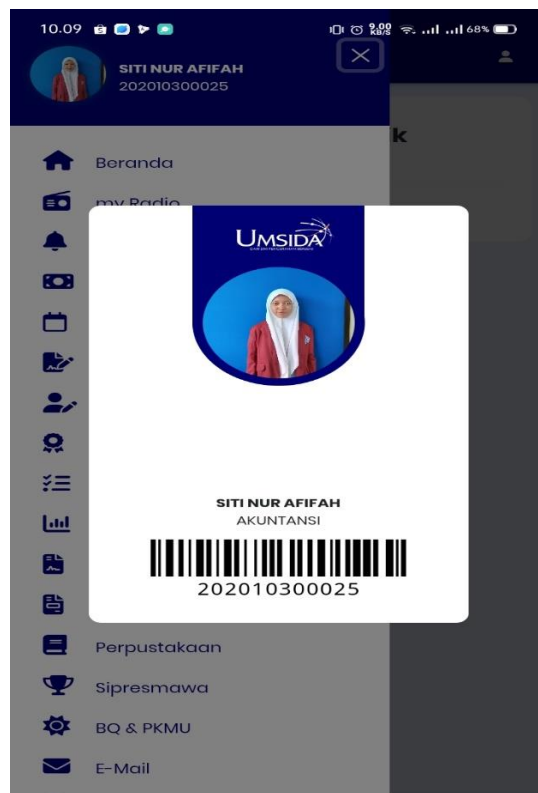 10.09
9,00
KB/S
68%
SITI NUR AFIFAH
202010300025
k
Beranda
my Radio
UMSIDA
SITI NUR AFIFAH
AKUNTANSI
202010300025
Perpustakaan
Sipresmawa
BQ & PKMU
E-Mail